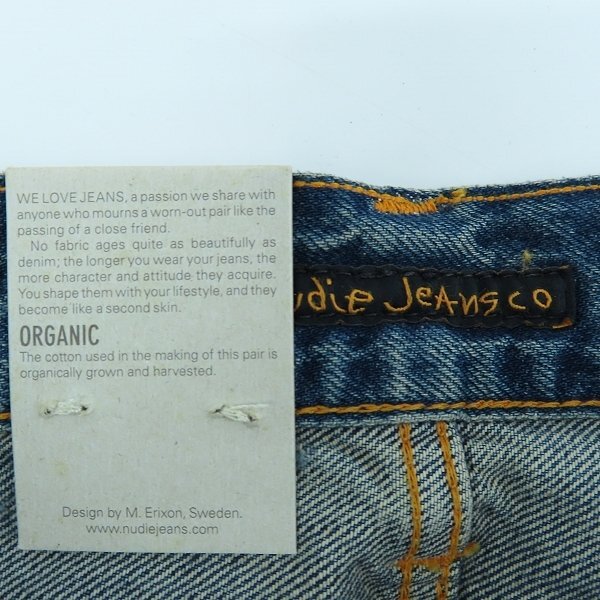 WE LOVE JEANS, a passion we share with
anyone who mourns a worn-out pair like the
passing of a close friend.
No fabric ages quite as beautifully as
denim; the longer you wear your jeans, the
more character and attitude they acquire.
You shape them with your lifestyle, and they
become like a second skin.
ORGANIC
The cotton used in the making of this pair is
organically grown and harvested.
Design by M. Erixon, Sweden.
www.nudiejeans.com
udie Jeans co